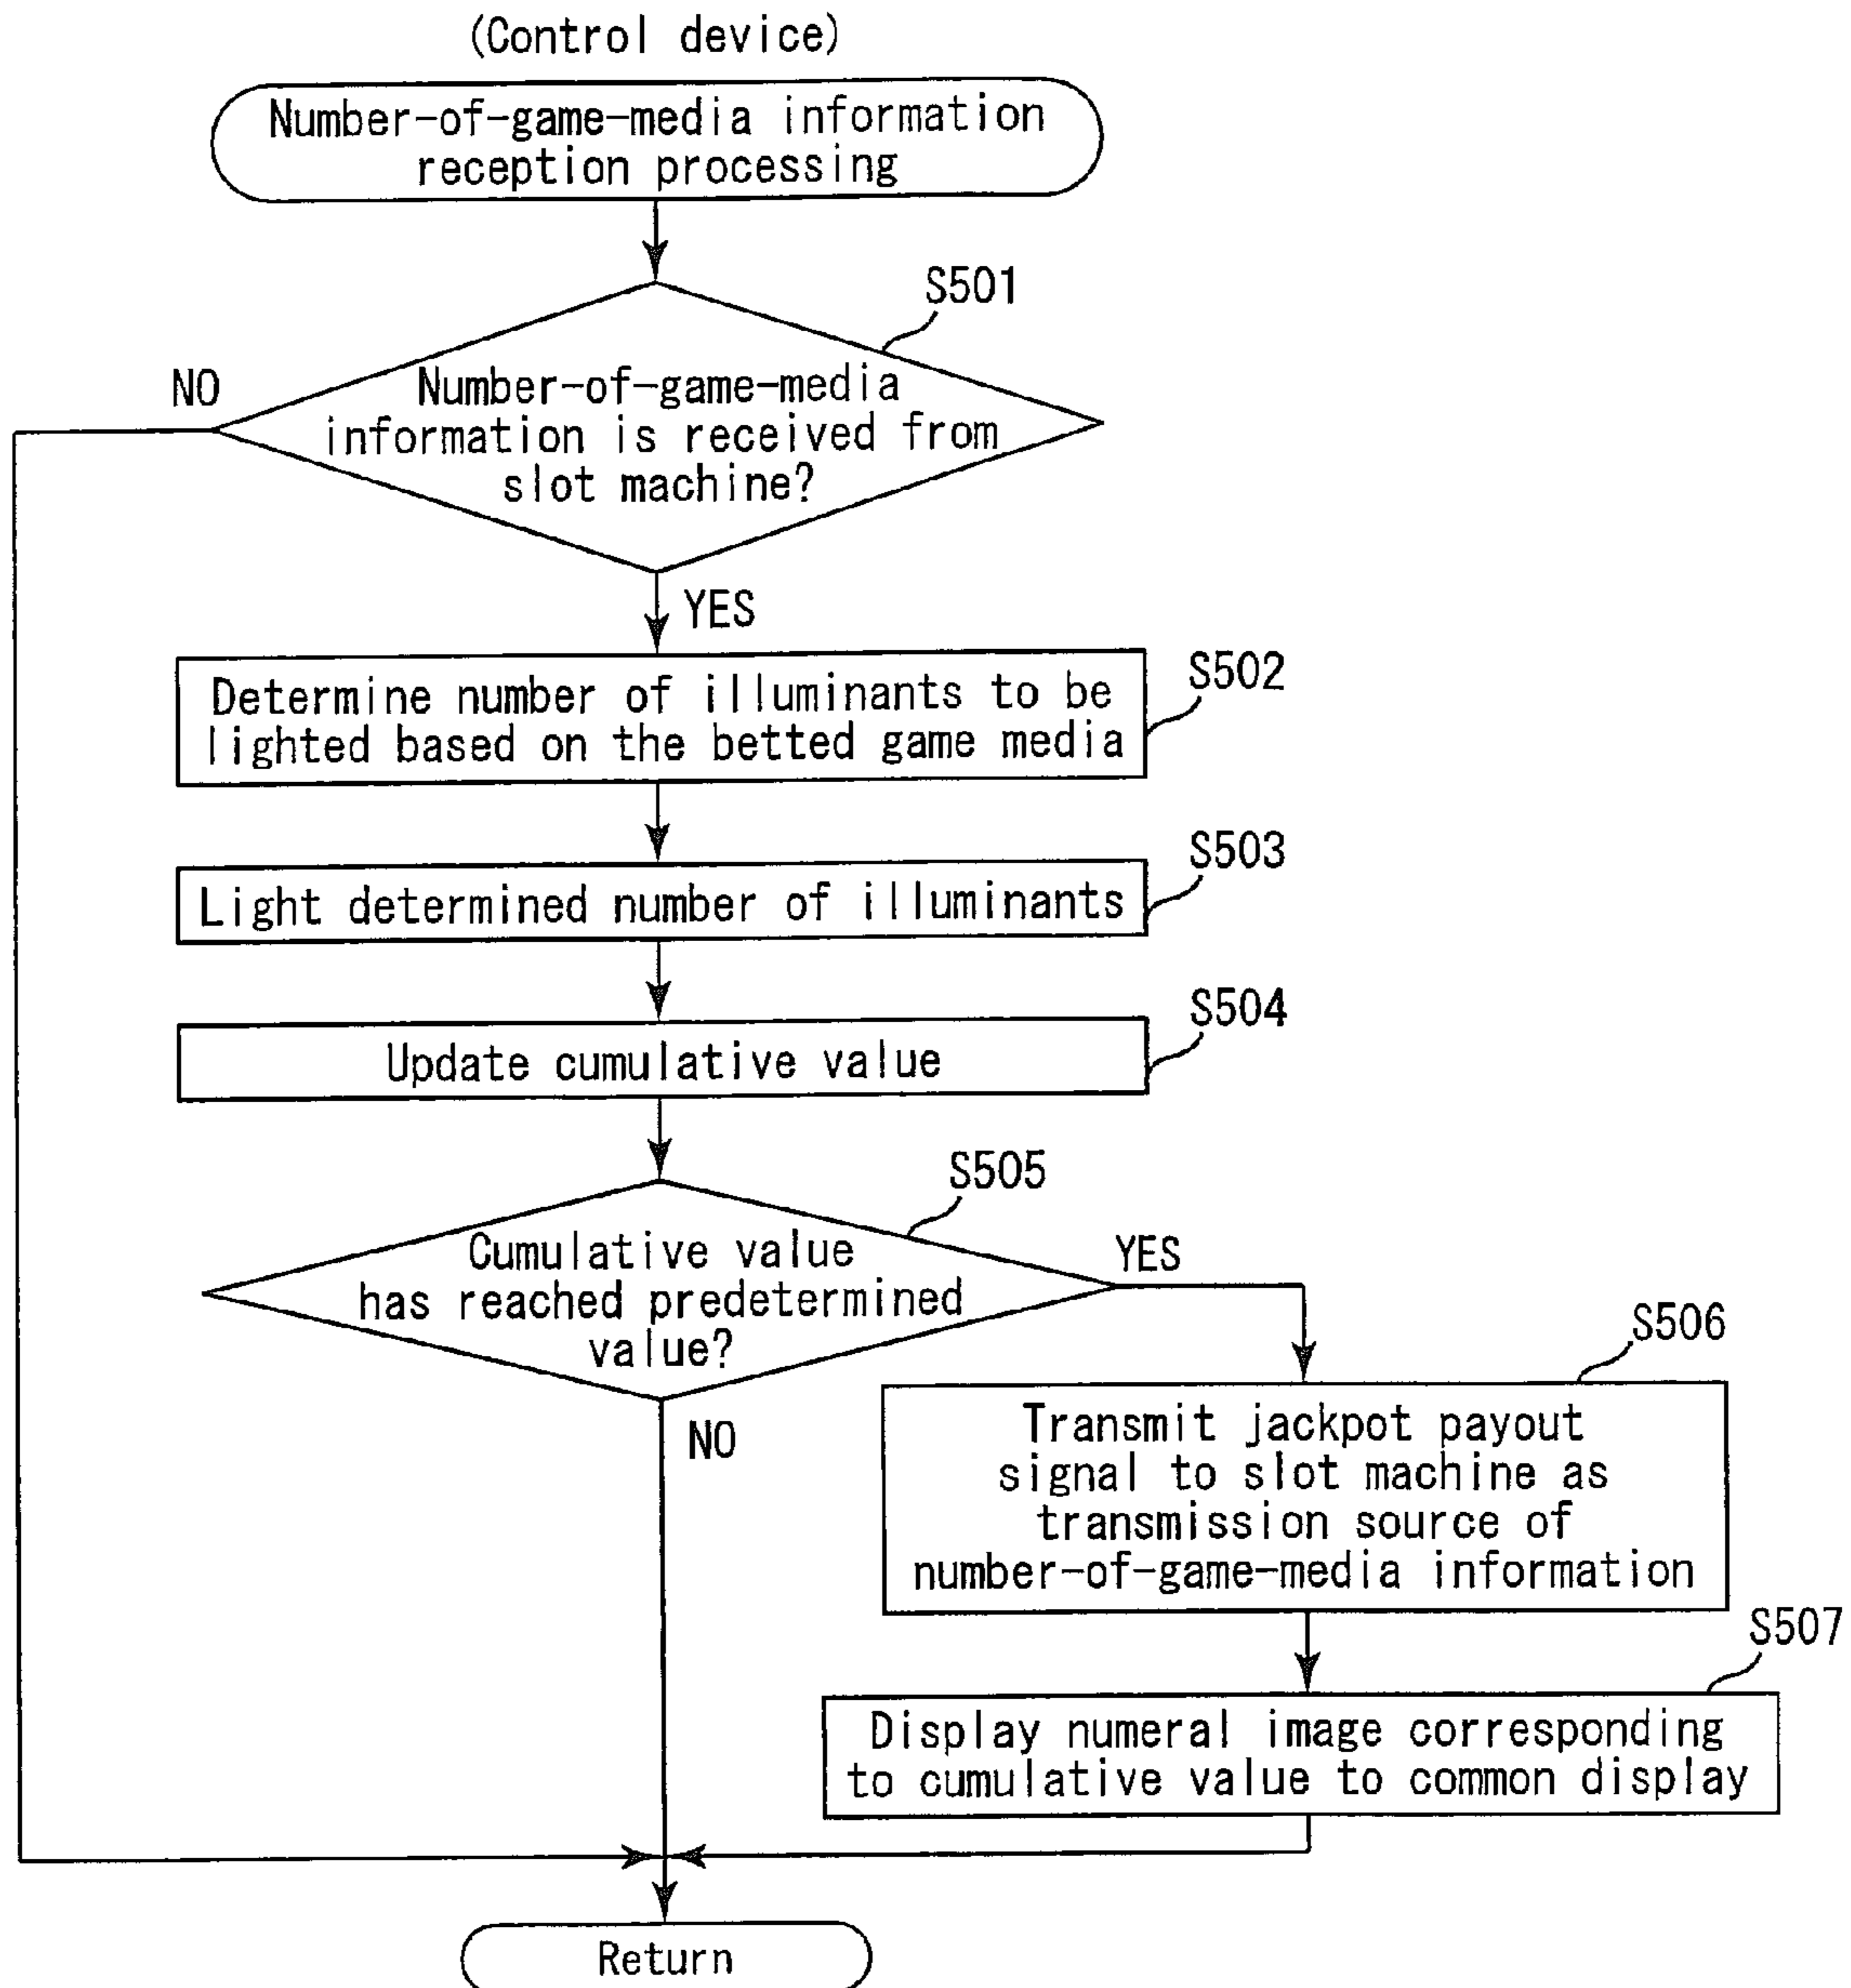 (Control device)
Number-of-game-media information
reception processing
S501
NO
Number-of-game-media
information is received from
slot machine?
YES
S502
Determine number of illuminants to be
lighted based on the betted game media
S503
Light determined number of illuminants
S504
Update cumulative value
S505
Cumulative value
has reached predetermined
value?
YES
NO
S506
Transmit jackpot payout
signal to slot machine as
transmission source of
number-of-game-media information
S507
Display numeral image corresponding
to cumulative value to common display
Return